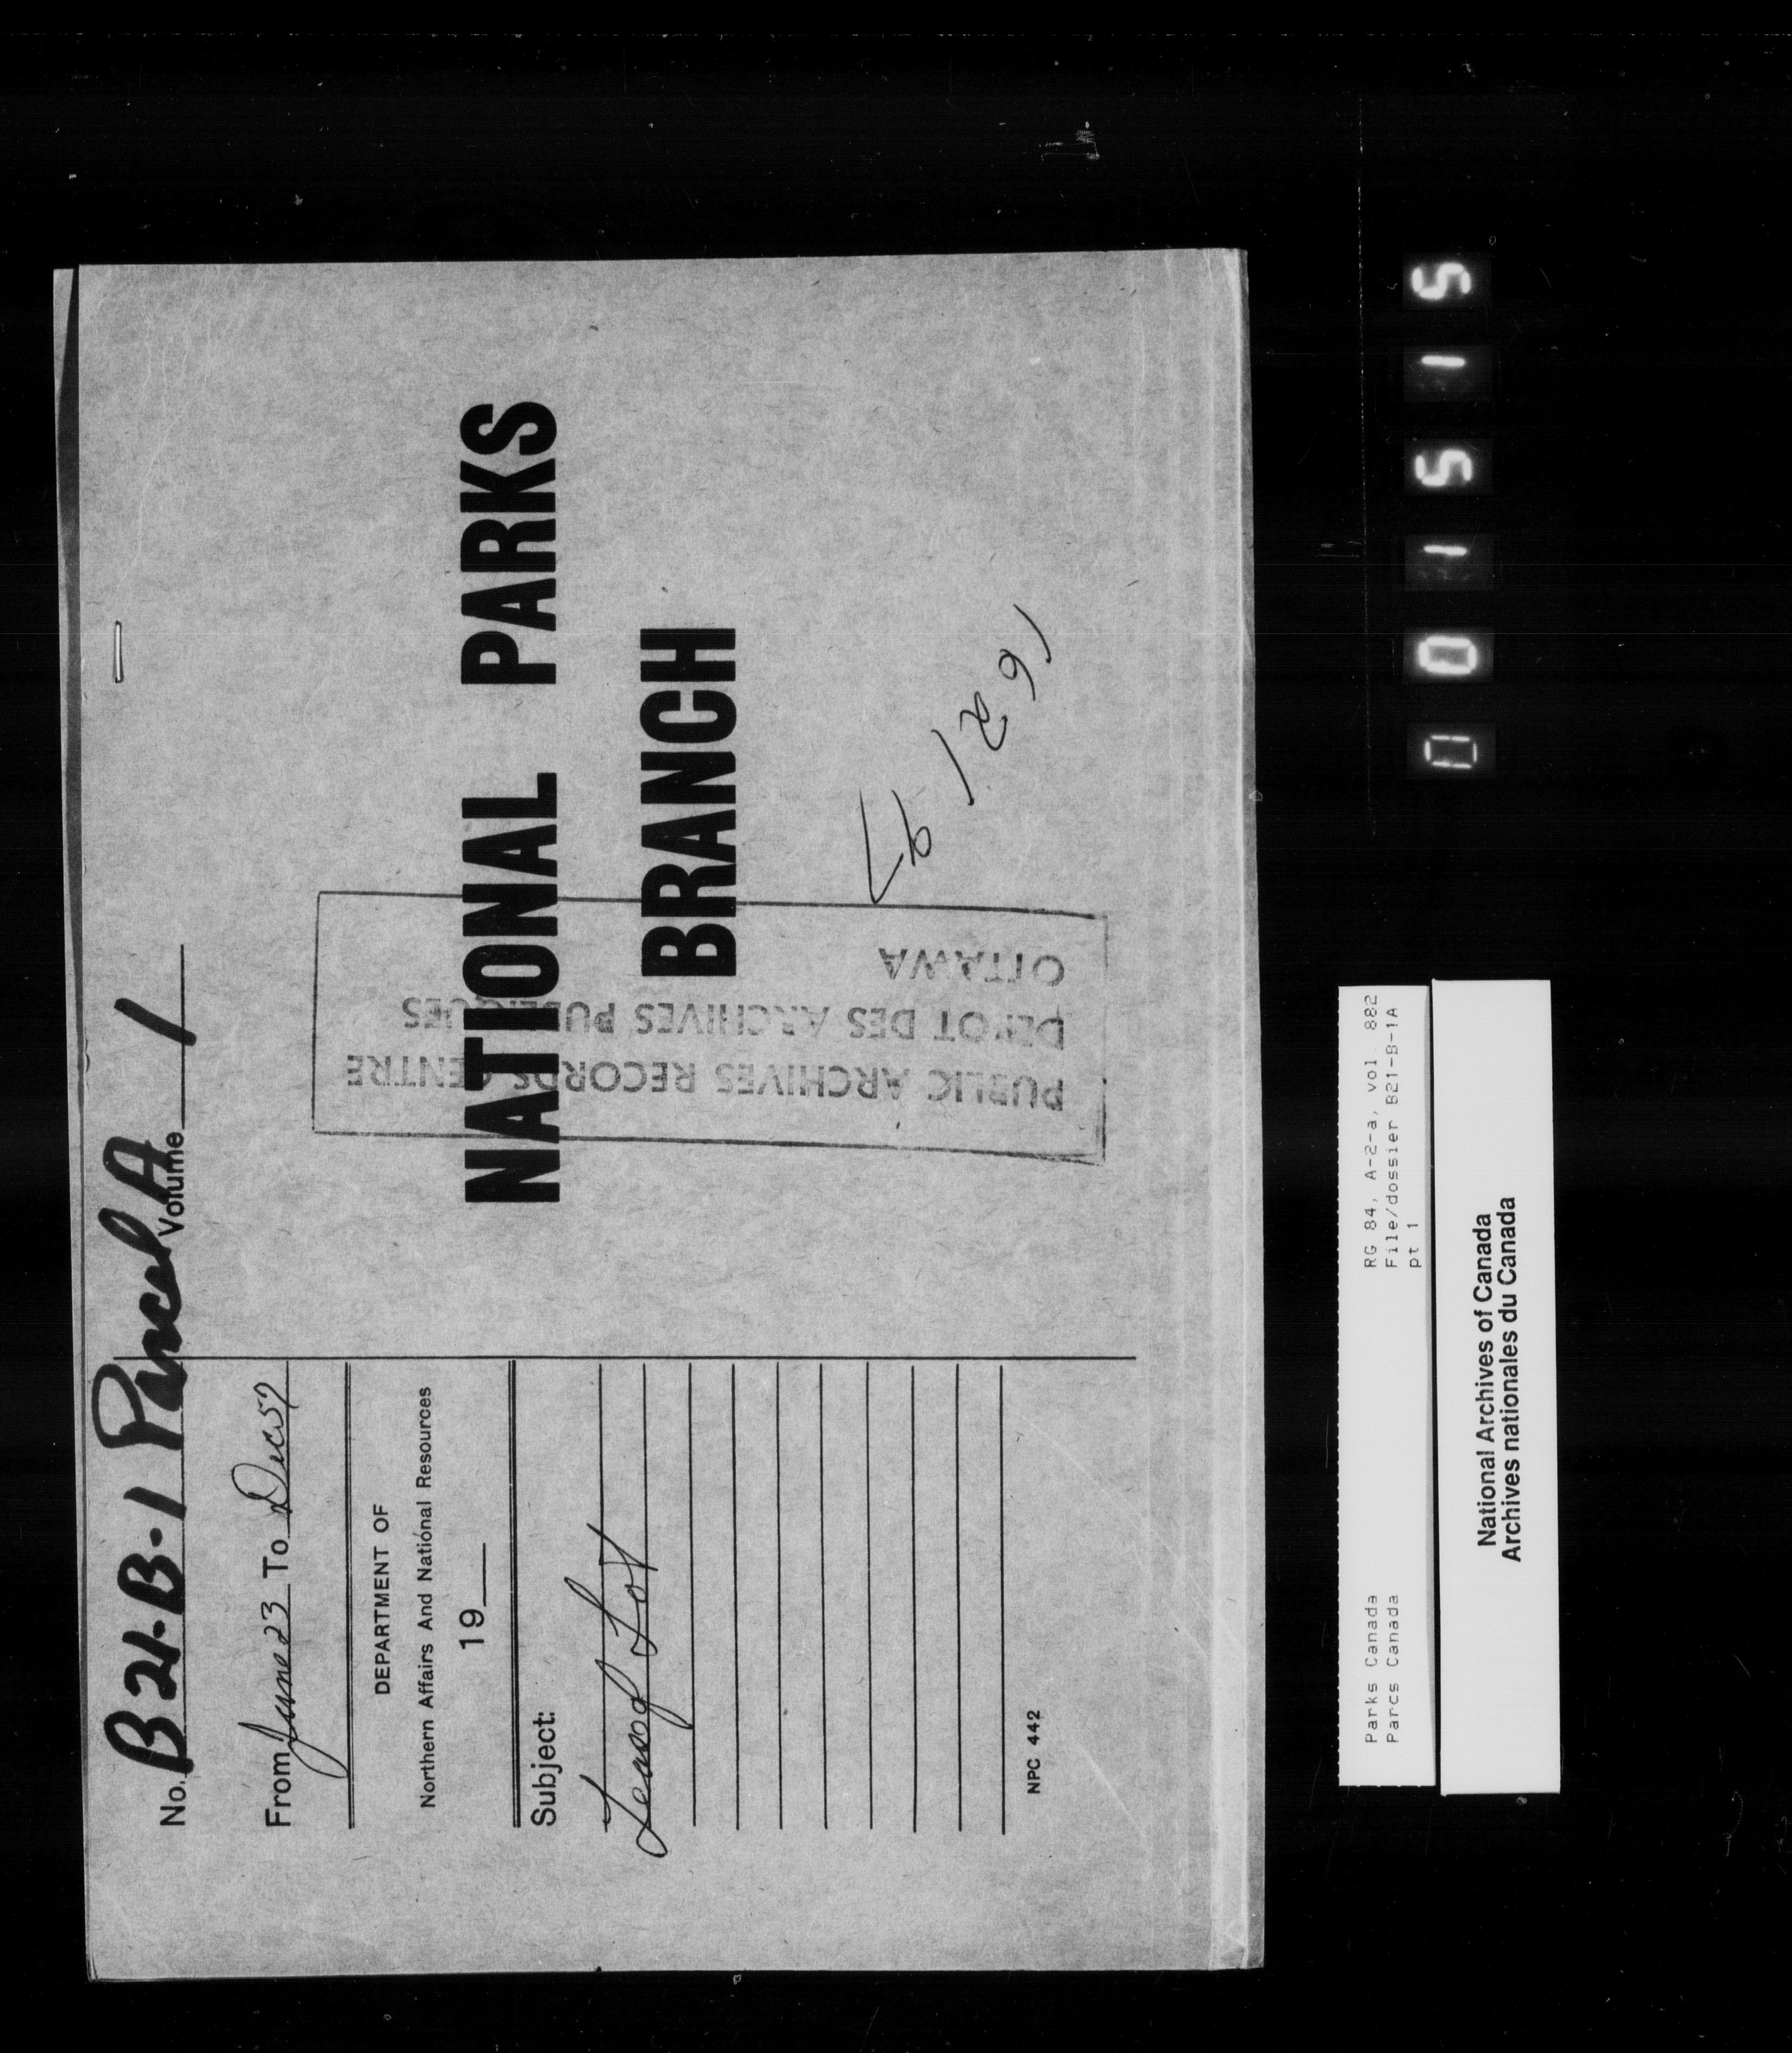 No. B21-B-1 Parcel A Volume 1
From June 23 To Dec 57
DEPARTMENT OF
Northern Affairs And National Resources
19
Subject:
Lease of Lot
NPC 442
NATIONAL PARKS
BRANCH
PUBLIC ARCHIVES RECORDS CENTRE
DEPOT DES ARCHIVES PUBLIQUES
OTTAWA
Parks Canada
Parcs Canada
RG 84, A-2-a, vol. 882
File/dossier B21-B-1A
pt 1
National Archives of Canada
Archives nationales du Canada
001515